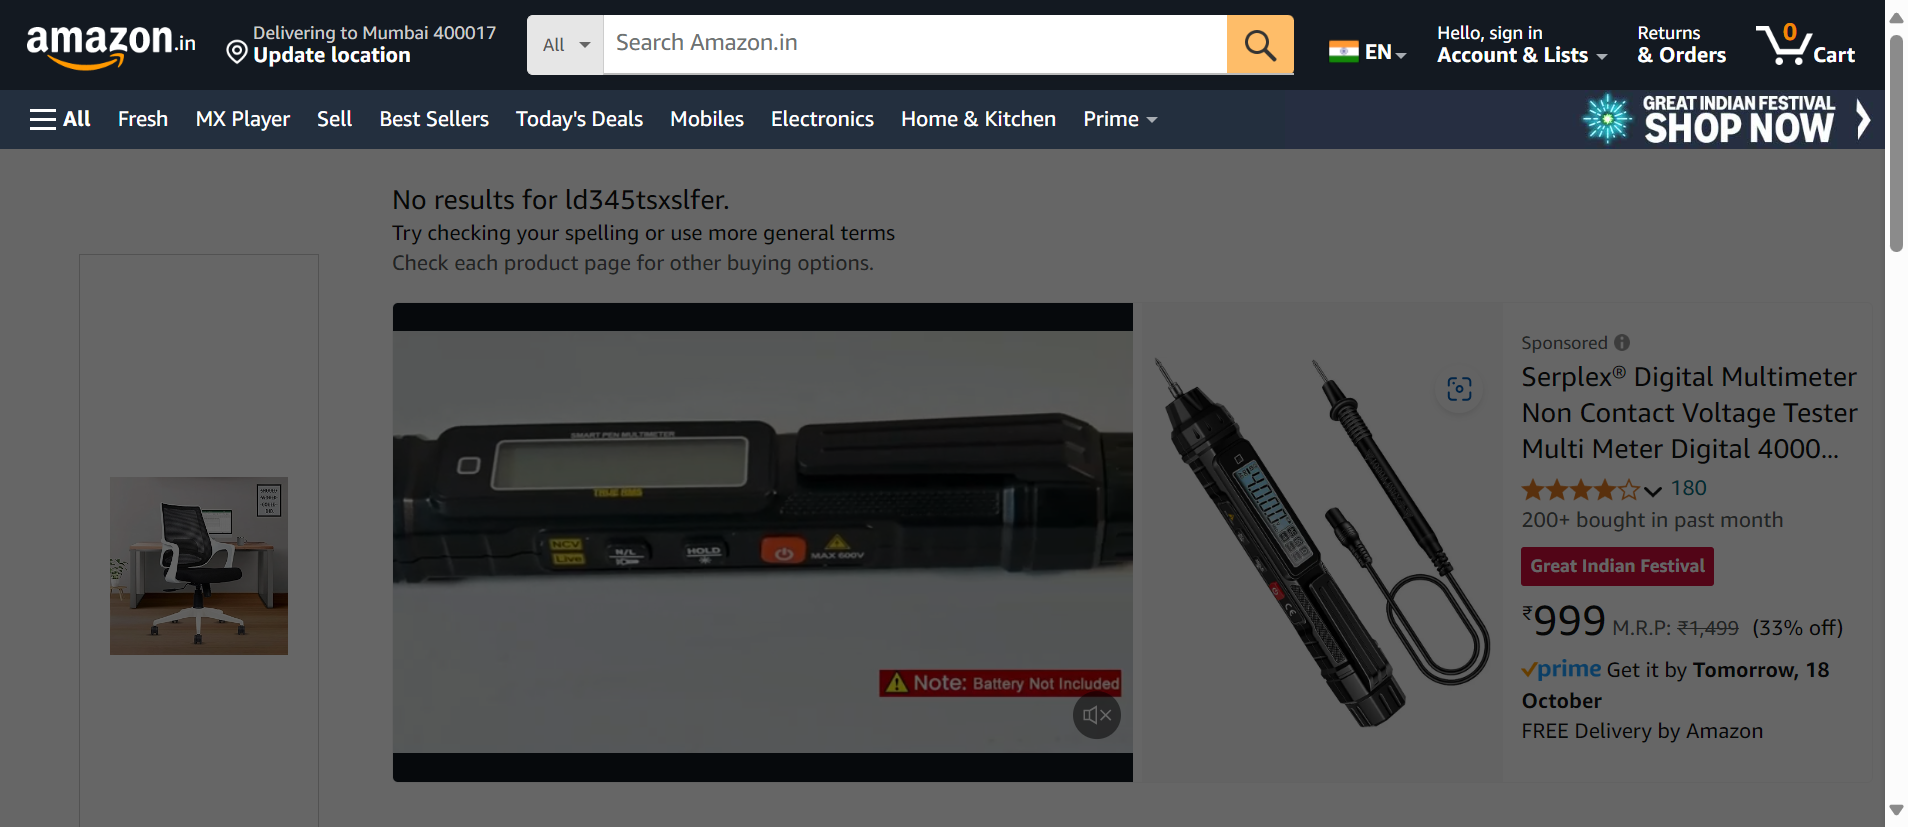 amazon.in
Delivering to Mumbai 400017
Update location
All
Search Amazon.in
EN
Hello, sign in
Account & Lists
Returns
& Orders
0
Cart
All
Fresh
MX Player
Sell
Best Sellers
Today's Deals
Mobiles
Electronics
Home & Kitchen
Prime
GREAT INDIAN FESTIVAL
SHOP NOW
No results for ld345tsxslfer.
Try checking your spelling or use more general terms
Check each product page for other buying options.
SMART PEN MULTIMETER
TRUE RMS
NCV
Live
N/L
HOLD
MAX 600V
Note: Battery Not Included
4000
Sponsored
Serplex® Digital Multimeter
Non Contact Voltage Tester
Multi Meter Digital 4000...
180
200+ bought in past month
Great Indian Festival
₹999 M.R.P: ₹1,499 (33% off)
prime Get it by Tomorrow, 18
October
FREE Delivery by Amazon